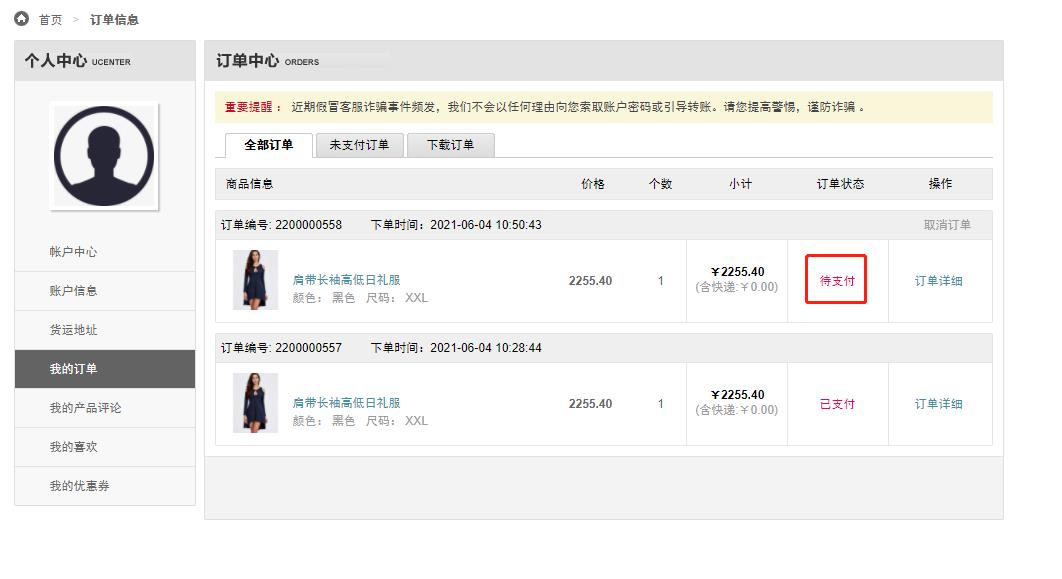 首页 > 订单信息
个人中心 UCENTER
帐户中心
账户信息
货运地址
我的订单
我的产品评论
我的喜欢
我的优惠券
订单中心 ORDERS
重要提醒： 近期假冒客服诈骗事件频发，我们不会以任何理由向您索取账户密码或引导转账。请您提高警惕，谨防诈骗 。
全部订单 未支付订单 下载订单
商品信息 价格 个数 小计 订单状态 操作
订单编号: 2200000558 下单时间：2021-06-04 10:50:43 取消订单
肩带长袖高低日礼服 2255.40 1 ￥2255.40 待支付 订单详细
颜色： 黑色 尺码： XXL (含快递:￥0.00)
订单编号: 2200000557 下单时间：2021-06-04 10:28:44
肩带长袖高低日礼服 2255.40 1 ￥2255.40 已支付 订单详细
颜色： 黑色 尺码： XXL (含快递:￥0.00)